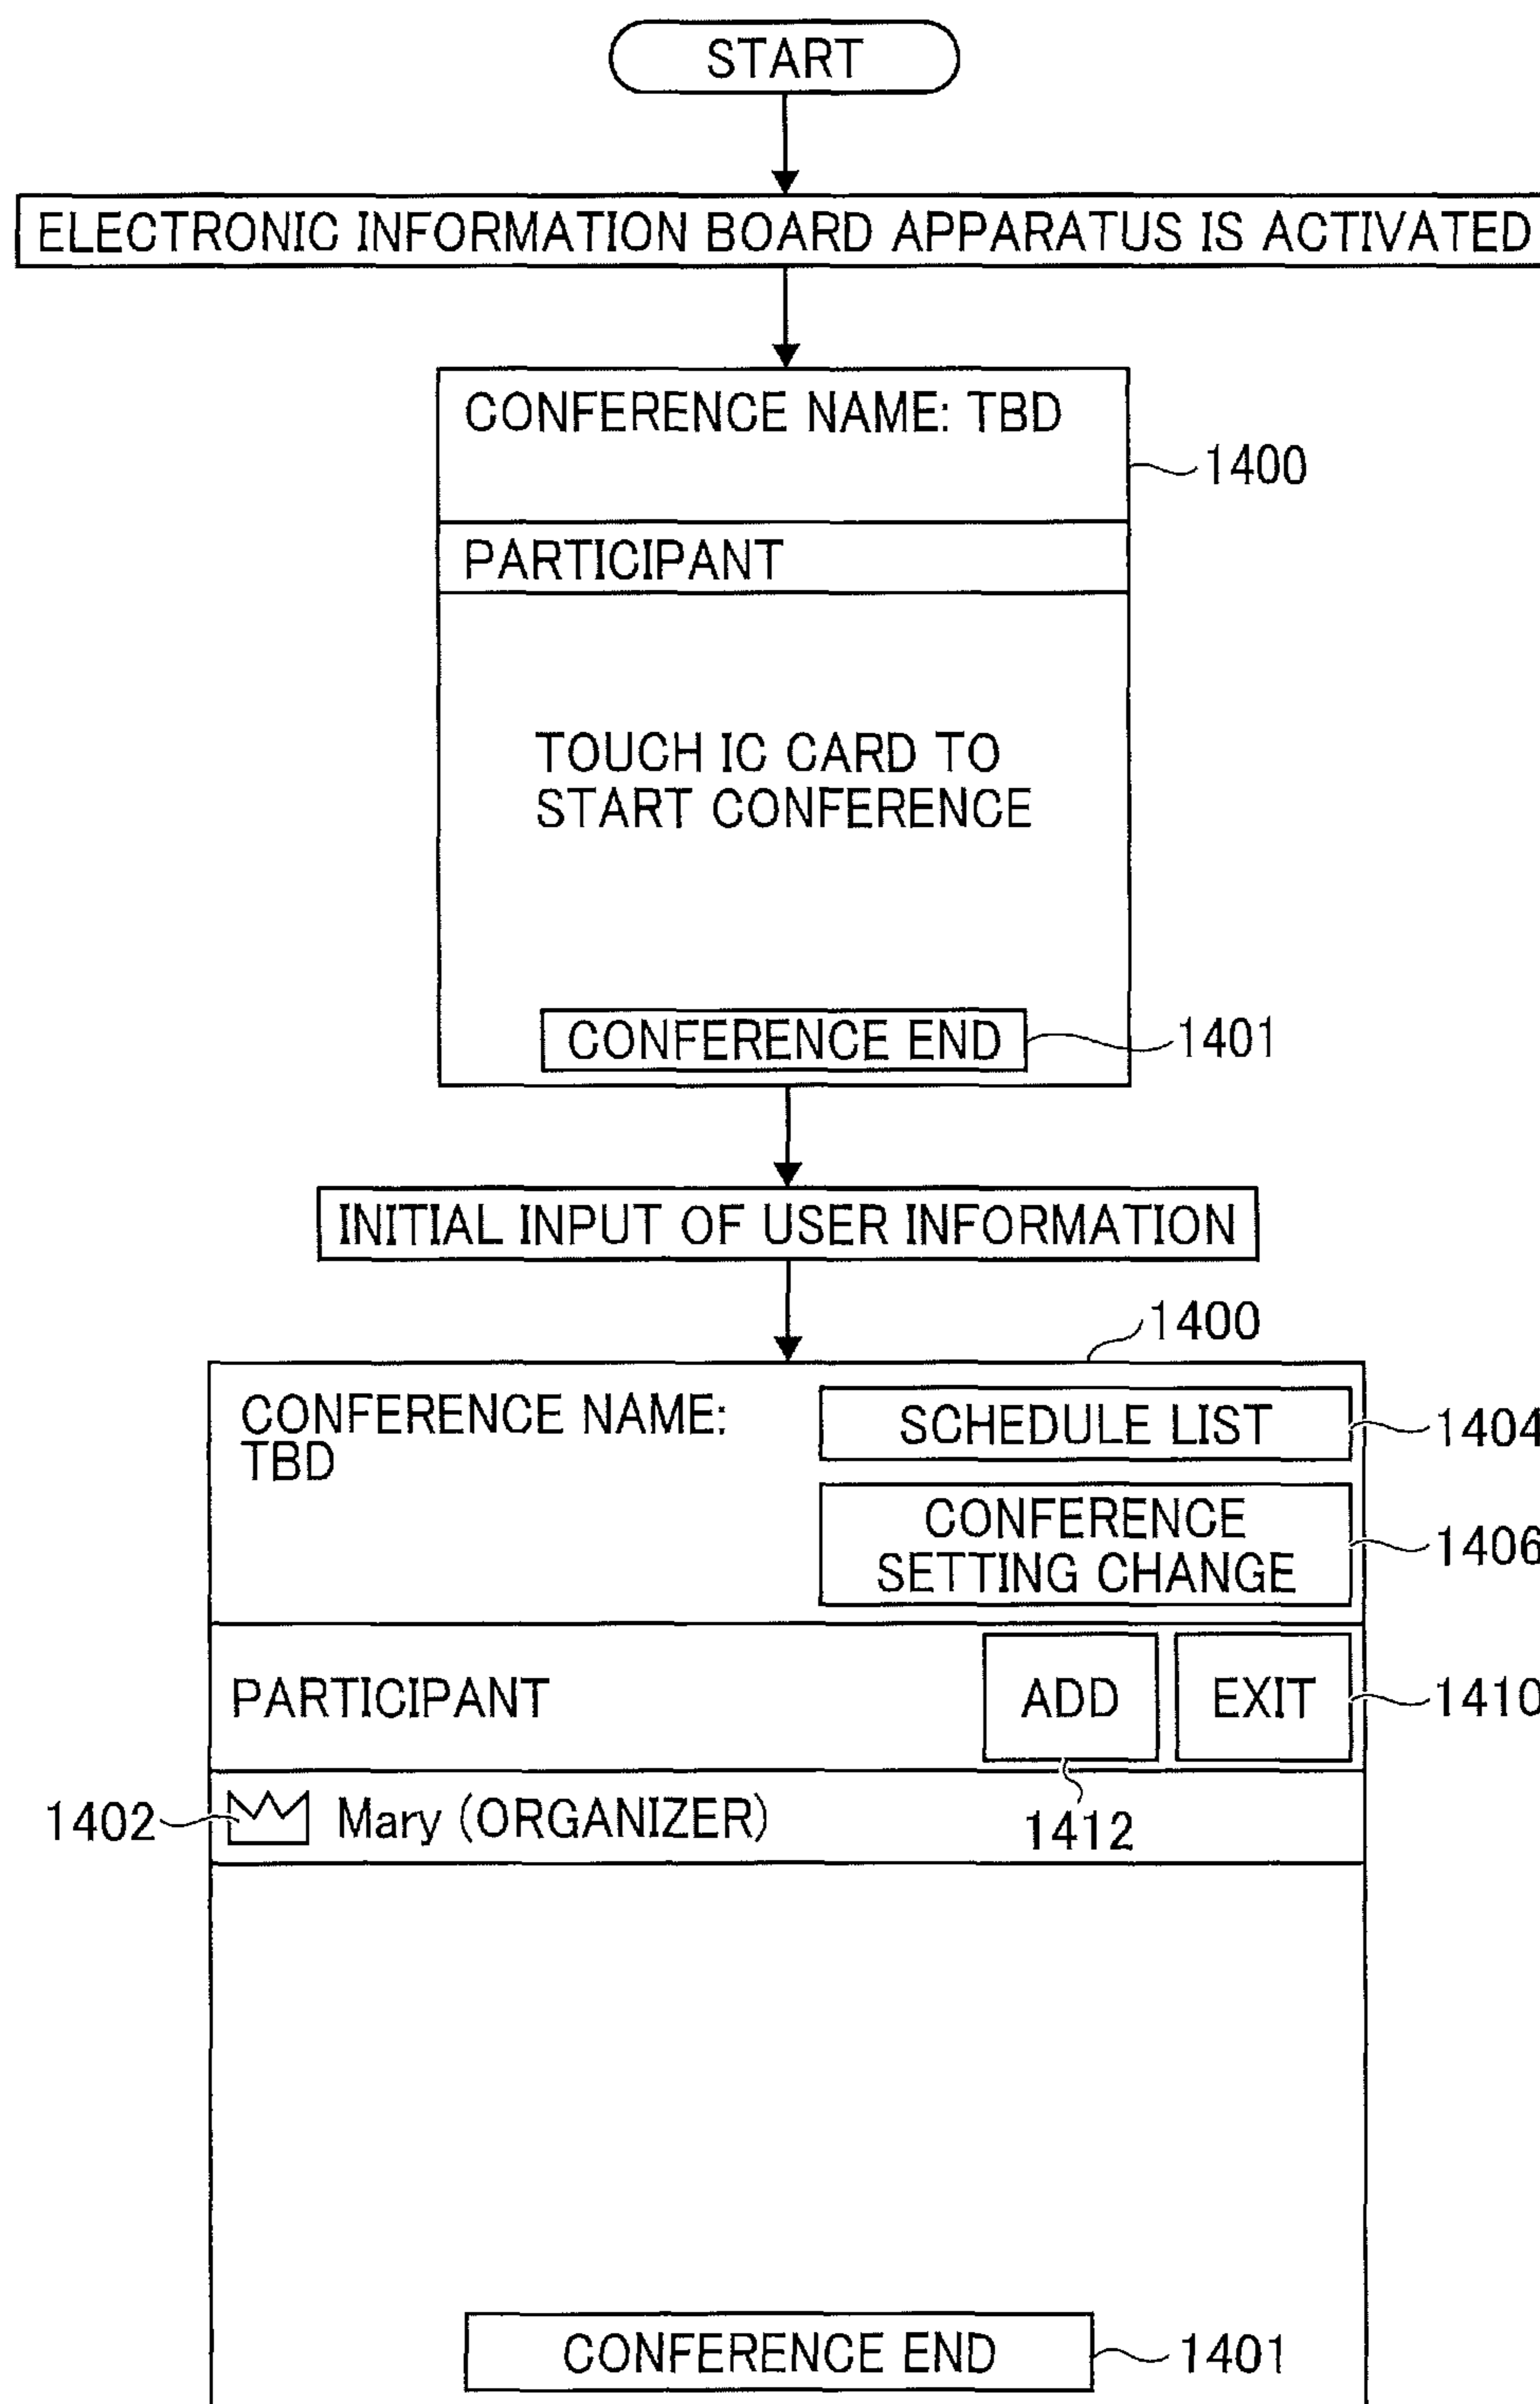 START
ELECTRONIC INFORMATION BOARD APPARATUS IS ACTIVATED
CONFERENCE NAME: TBD
1400
PARTICIPANT
TOUCH IC CARD TO
START CONFERENCE
CONFERENCE END
1401
INITIAL INPUT OF USER INFORMATION
1400
CONFERENCE NAME:
TBD
SCHEDULE LIST
1404
CONFERENCE
SETTING CHANGE
1406
PARTICIPANT
ADD
EXIT
1410
1402
Mary (ORGANIZER)
1412
CONFERENCE END
1401